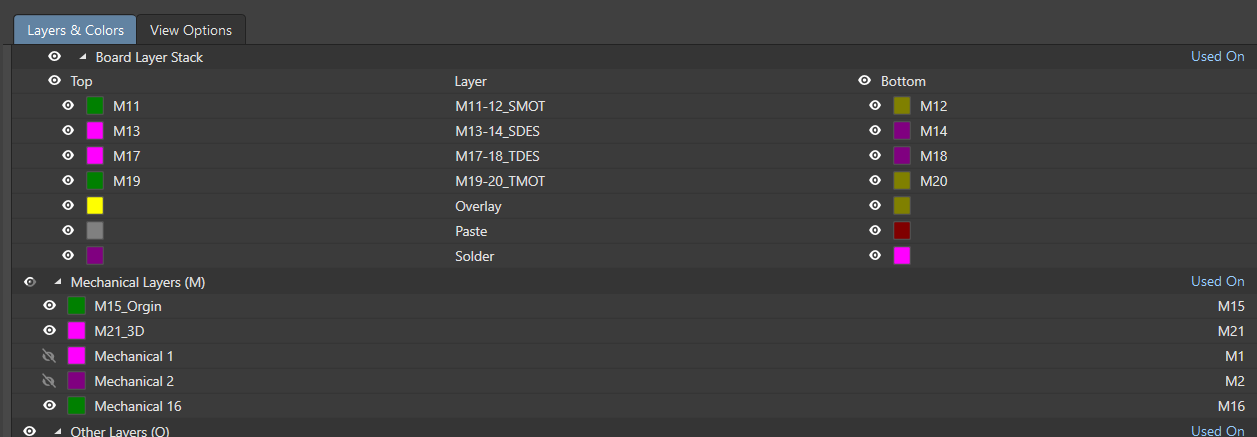 Layers & Colors View Options
Board Layer Stack Used On
Top Layer Bottom
M11 M11-12_SMOT M12
M13 M13-14_SDES M14
M17 M17-18_TDES M18
M19 M19-20_TMOT M20
Overlay
Paste
Solder
Mechanical Layers (M) Used On
M15_Orgin M15
M21_3D M21
Mechanical 1 M1
Mechanical 2 M2
Mechanical 16 M16
Other Layers (O) Used On